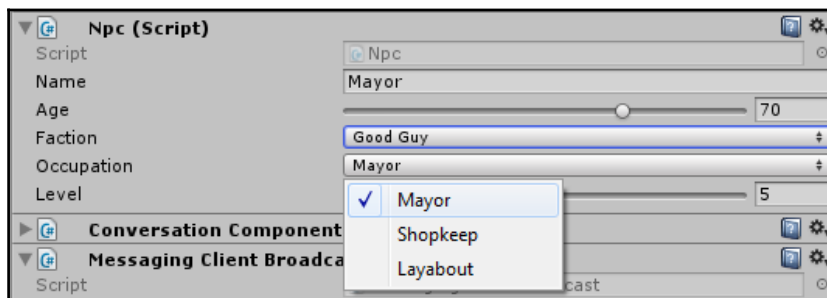 Npc (Script)
Script Npc
Name Mayor
Age 70
Faction Good Guy
Occupation Mayor
Level 5
Mayor
Shopkeep
Layabout
Conversation Component
Messaging Client Broadca
Script cast